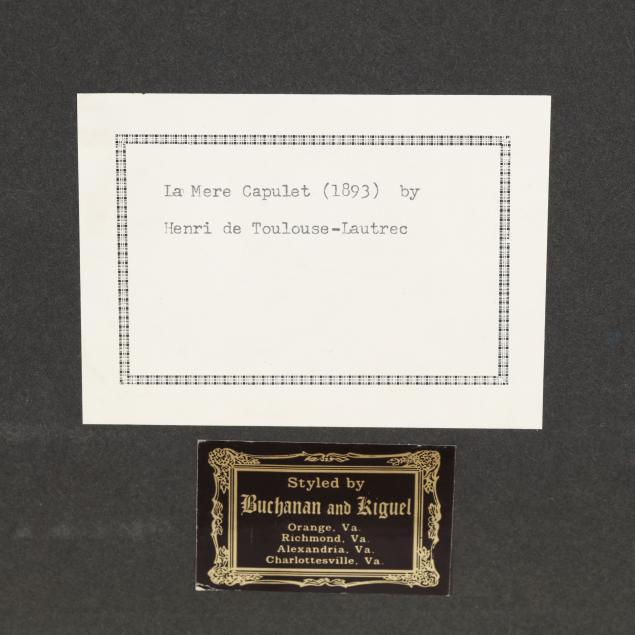 La Mere Capulet (1893) by
Henri de Toulouse-Lautrec
Styled by
Buchanan and Kiguel
Orange, Va.
Richmond, Va.
Alexandria, Va.
Charlottesville, Va.